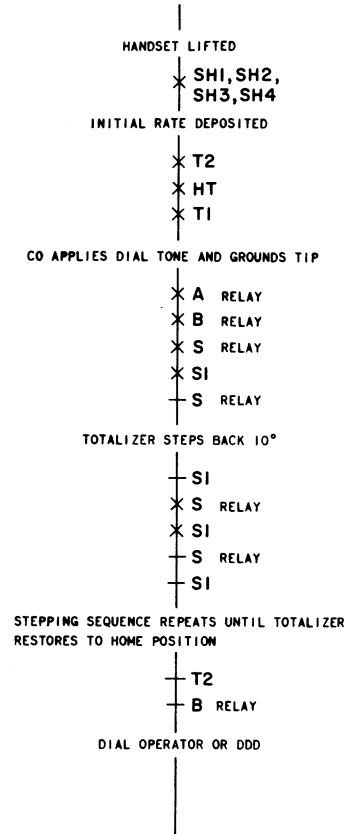 HANDSET LIFTED
SH1, SH2,
SH3, SH4
INITIAL RATE DEPOSITED
T2
HT
T1
CO APPLIES DIAL TONE AND GROUNDS TIP
A RELAY
B RELAY
S RELAY
S1
S RELAY
TOTALIZER STEPS BACK 10°
S1
S RELAY
S1
S RELAY
S1
STEPPING SEQUENCE REPEATS UNTIL TOTALIZER
RESTORES TO HOME POSITION
T2
B RELAY
DIAL OPERATOR OR DDD